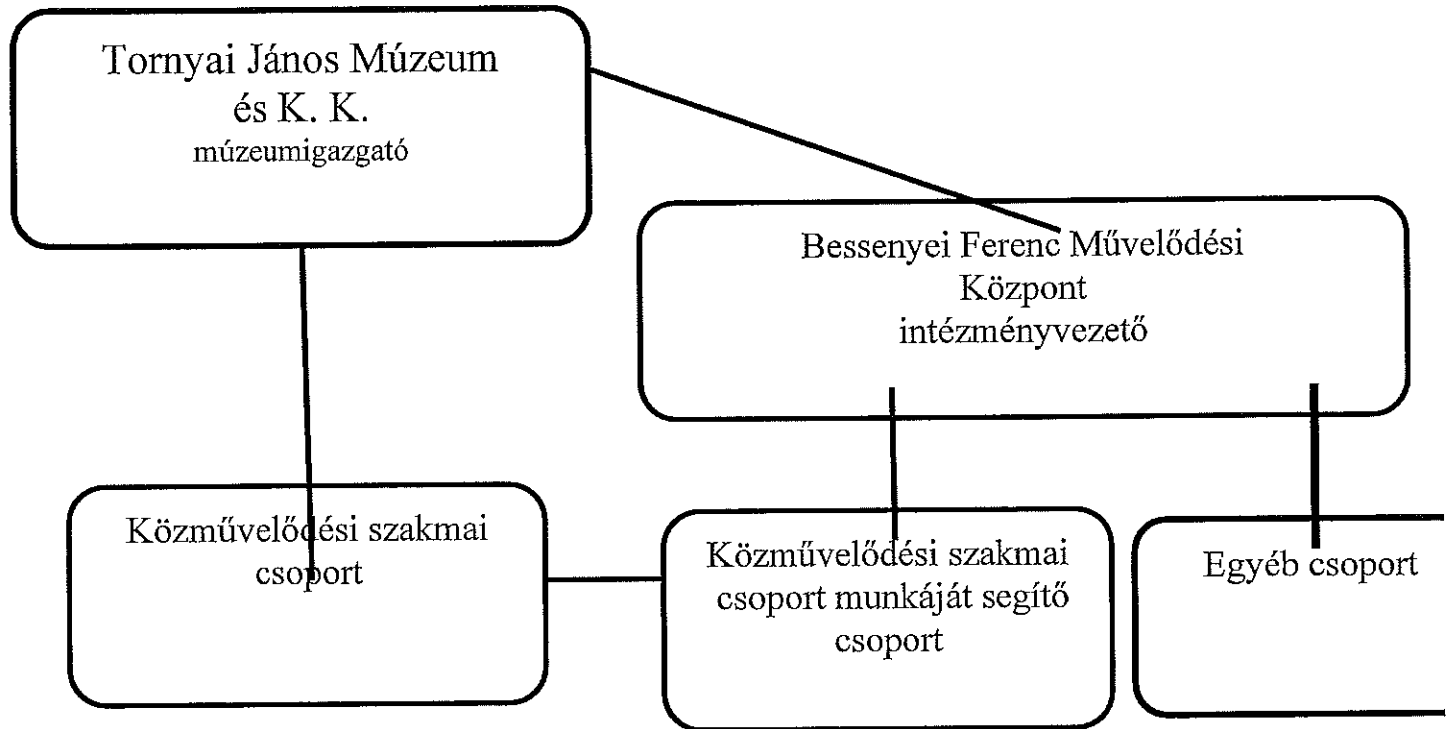 Tornyai János Múzeum
és K. K.
múzeumigazgató
Bessenyei Ferenc Művelődési
Központ
intézményvezető
Közművelődési szakmai
csoport
Közművelődési szakmai
csoport munkáját segítő
csoport
Egyéb csoport